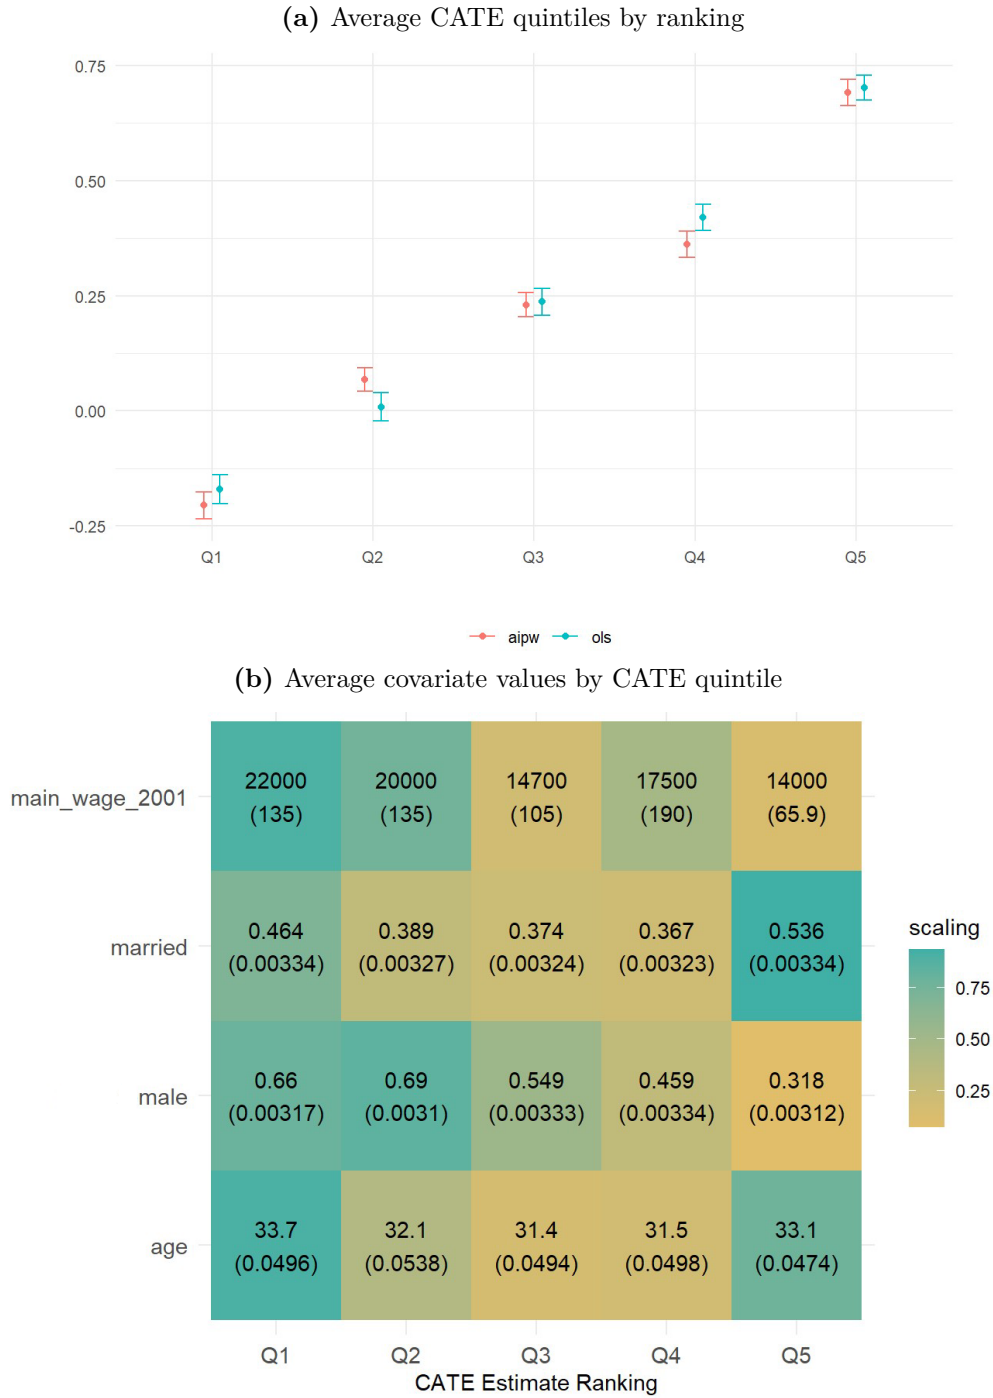 (a) Average CATE quintiles by ranking
0.75
0.50
0.25
0.00
-0.25
Q1 Q2 Q3 Q4 Q5
aipw ols
(b) Average covariate values by CATE quintile
main_wage_2001 22000 20000 14700 17500 14000
(135) (135) (105) (190) (65.9)
married 0.464 0.389 0.374 0.367 0.536
(0.00334) (0.00327) (0.00324) (0.00323) (0.00334)
male 0.66 0.69 0.549 0.459 0.318
(0.00317) (0.0031) (0.00333) (0.00334) (0.00312)
age 33.7 32.1 31.4 31.5 33.1
(0.0496) (0.0538) (0.0494) (0.0498) (0.0474)
Q1 Q2 Q3 Q4 Q5
CATE Estimate Ranking
scaling
0.75
0.50
0.25